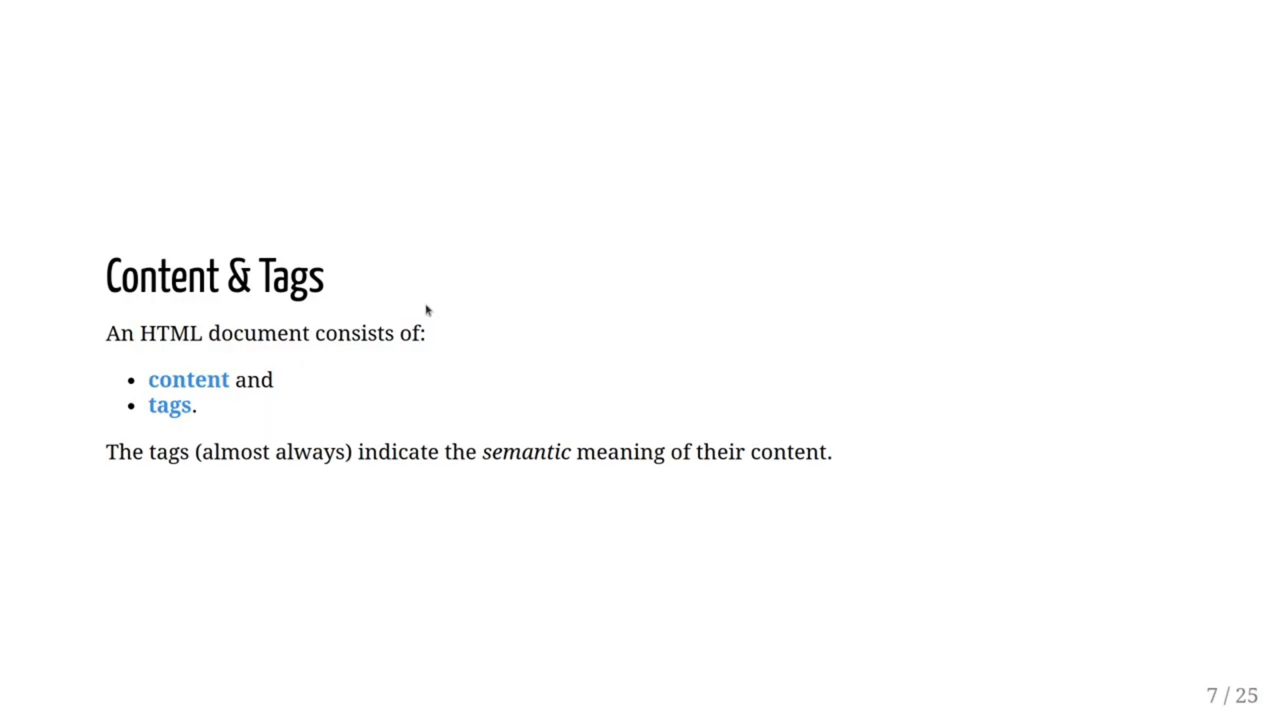 Content & Tags
An HTML document consists of:
• content and
• tags.
The tags (almost always) indicate the semantic meaning of their content.
7 / 25